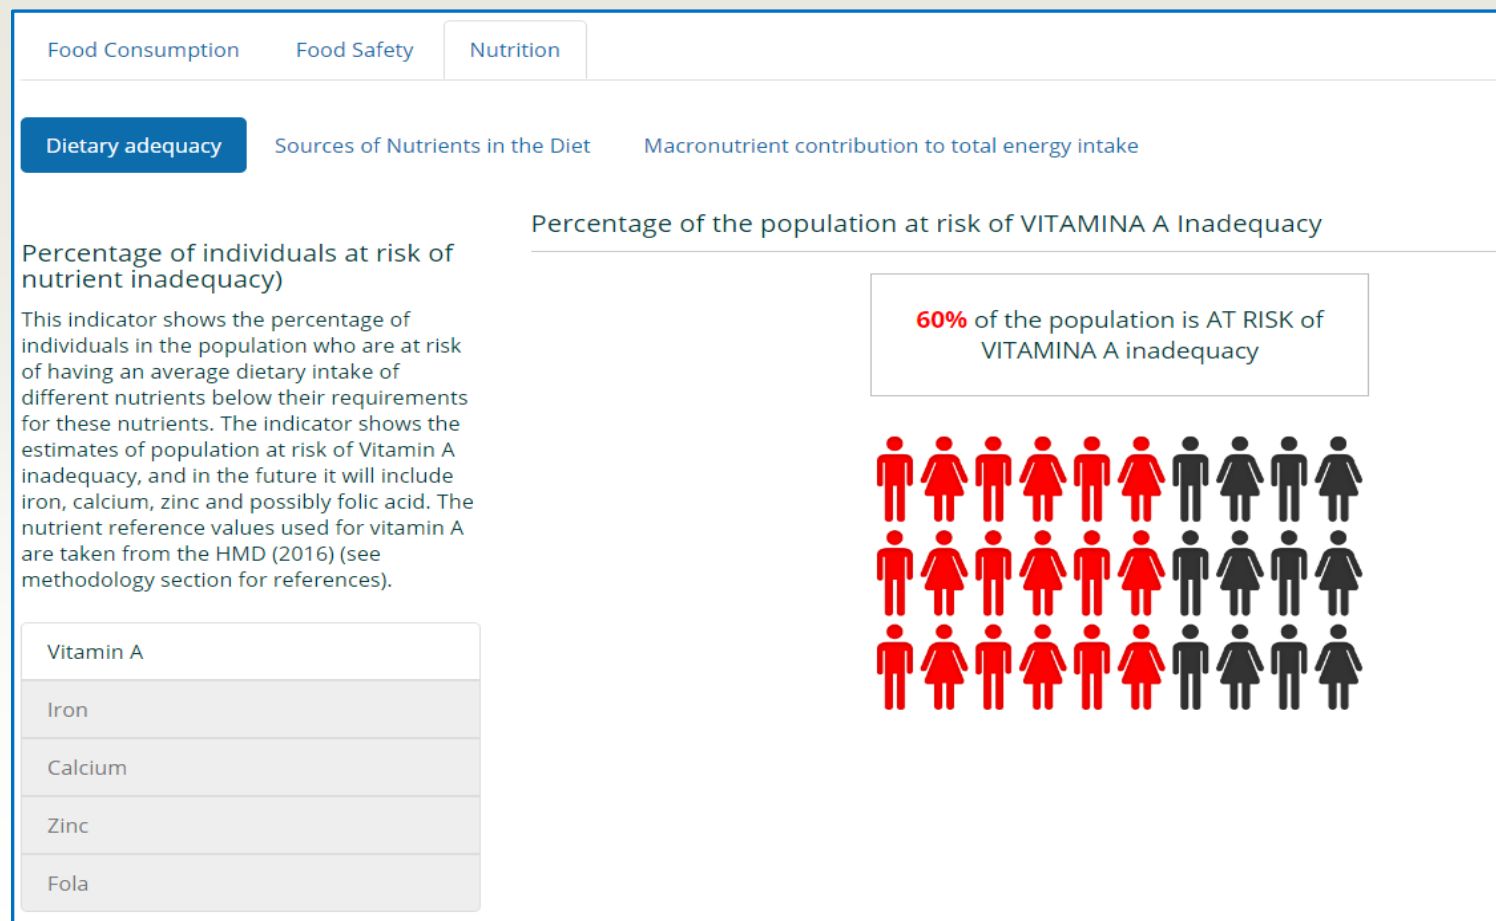 Food Consumption
Food Safety
Nutrition
Dietary adequacy
Sources of Nutrients in the Diet
Macronutrient contribution to total energy intake
Percentage of individuals at risk of
nutrient inadequacy)
This indicator shows the percentage of
individuals in the population who are at risk
of having an average dietary intake of
different nutrients below their requirements
for these nutrients. The indicator shows the
estimates of population at risk of Vitamin A
inadequacy, and in the future it will include
iron, calcium, zinc and possibly folic acid. The
nutrient reference values used for vitamin A
are taken from the HMD (2016) (see
methodology section for references).
Vitamin A
Iron
Calcium
Zinc
Fola
Percentage of the population at risk of VITAMINA A Inadequacy
60% of the population is AT RISK of
VITAMINA A inadequacy